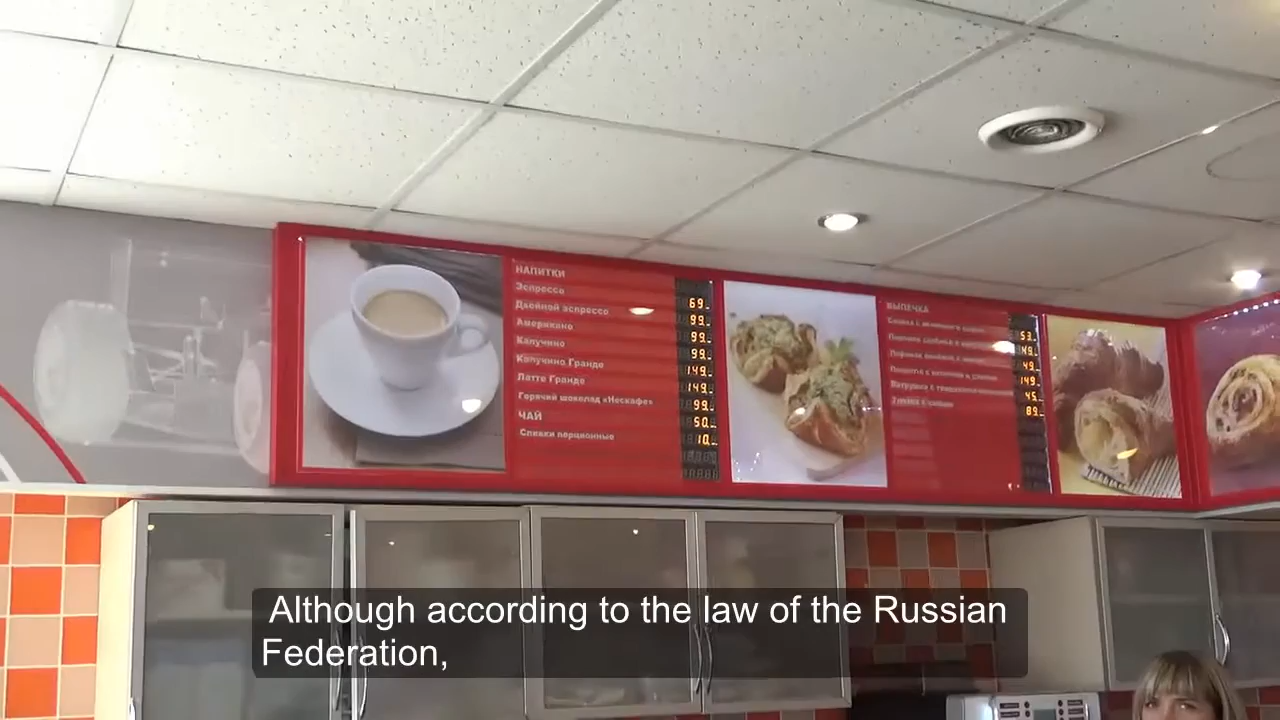 НАПИТКИ
Эспрессо 69
Двойной эспрессо 99
Американо 99
Капучино 99
Капучино Гранде 149
Латте Гранде 149
Горячий шоколад «Нескафе» 99
ЧАЙ 50
Сливки порционные 10
ВЫПЕЧКА
53
149
49
149
45
89
Although according to the law of the Russian
Federation,